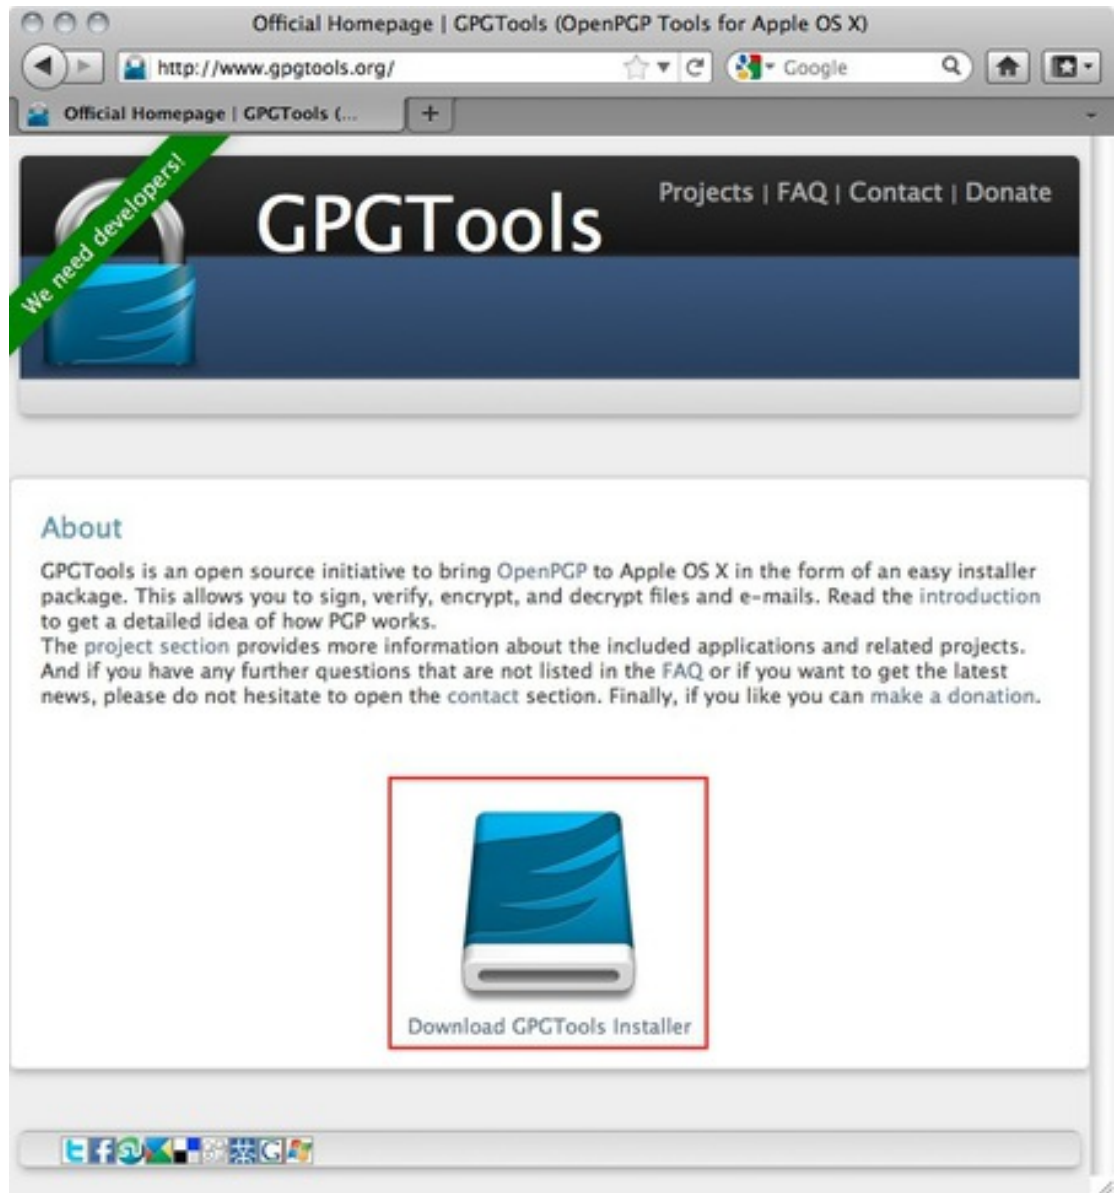 Official Homepage | GPGTools (OpenPGP Tools for Apple OS X)
http://www.gpgtools.org/
Google
Official Homepage | GPGTools (...
We need developers!
GPGTools
Projects | FAQ | Contact | Donate
About
GPGTools is an open source initiative to bring OpenPGP to Apple OS X in the form of an easy installer
package. This allows you to sign, verify, encrypt, and decrypt files and e-mails. Read the introduction
to get a detailed idea of how PGP works.
The project section provides more information about the included applications and related projects.
And if you have any further questions that are not listed in the FAQ or if you want to get the latest
news, please do not hesitate to open the contact section. Finally, if you like you can make a donation.
Download GPGTools Installer